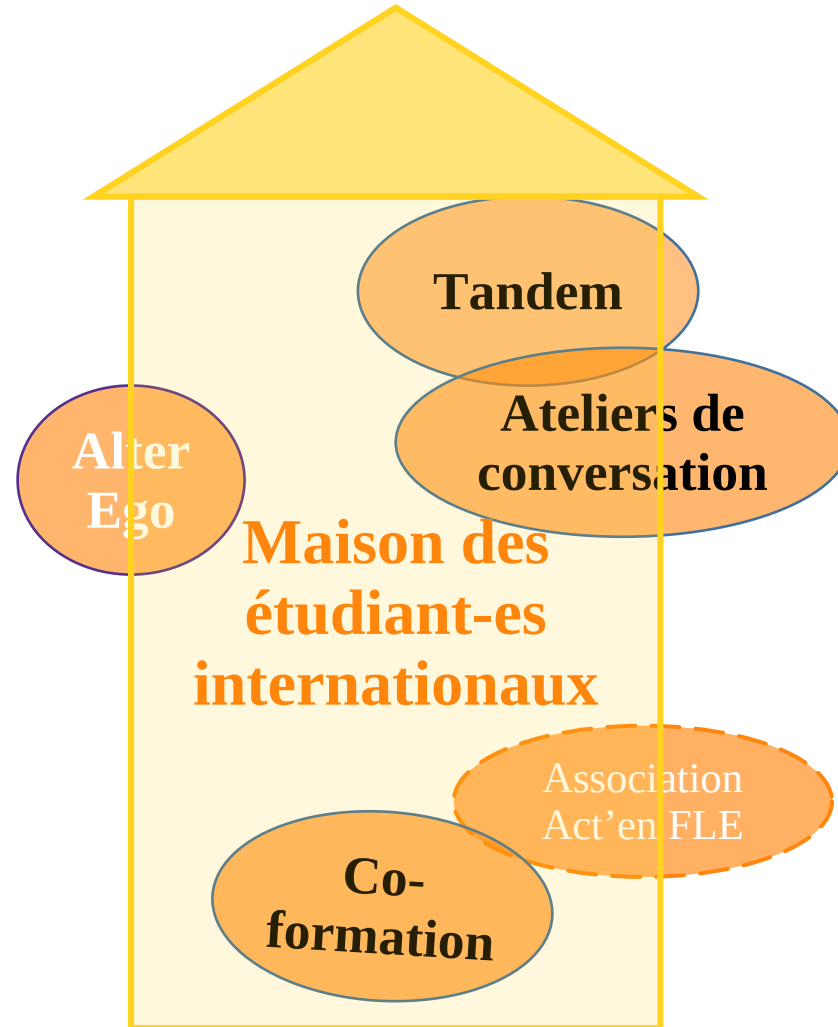 Tandem
Ateliers de
conversation
Alter
Ego
Maison des
étudiant-es
internationaux
Association
Act’en FLE
Co-
formation